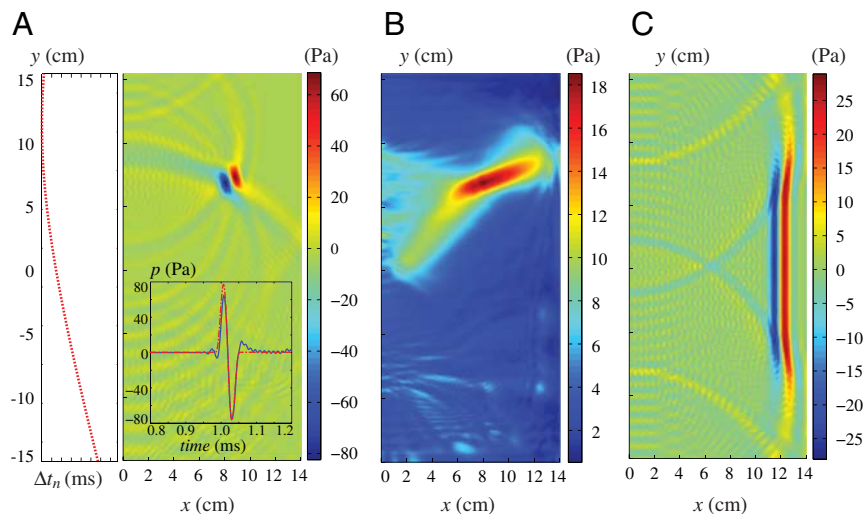 A
B
C
y (cm)
(Pa)
y (cm)
(Pa)
y (cm)
(Pa)
15
10
5
0
-5
-10
-15
Δtₙ (ms)
p (Pa)
80
40
0
-40
-80
0.8 0.9 1.0 1.1 1.2
time (ms)
60
40
20
0
−20
−40
−60
−80
0 2 4 6 8 10 12 14
x (cm)
18
16
14
12
10
8
6
4
2
0 2 4 6 8 10 12 14
x (cm)
25
20
15
10
5
0
−5
−10
−15
−20
−25
0 2 4 6 8 10 12 14
x (cm)